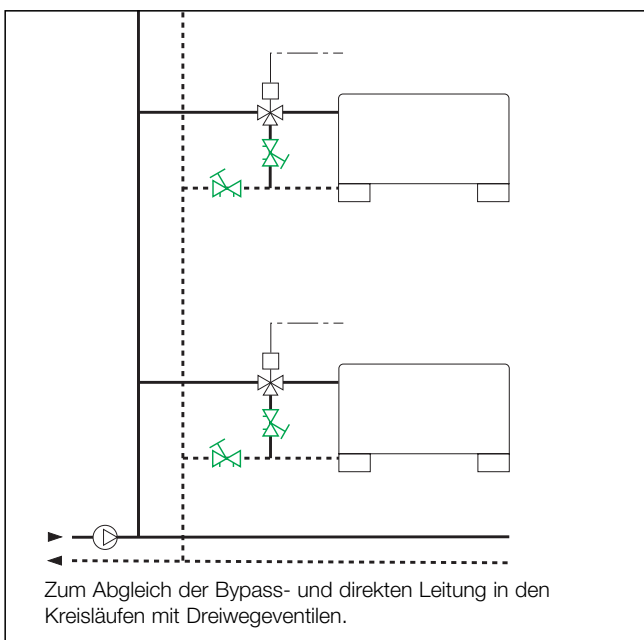 Zum Abgleich der Bypass- und direkten Leitung in den
Kreisläufen mit Dreiwegeventilen.